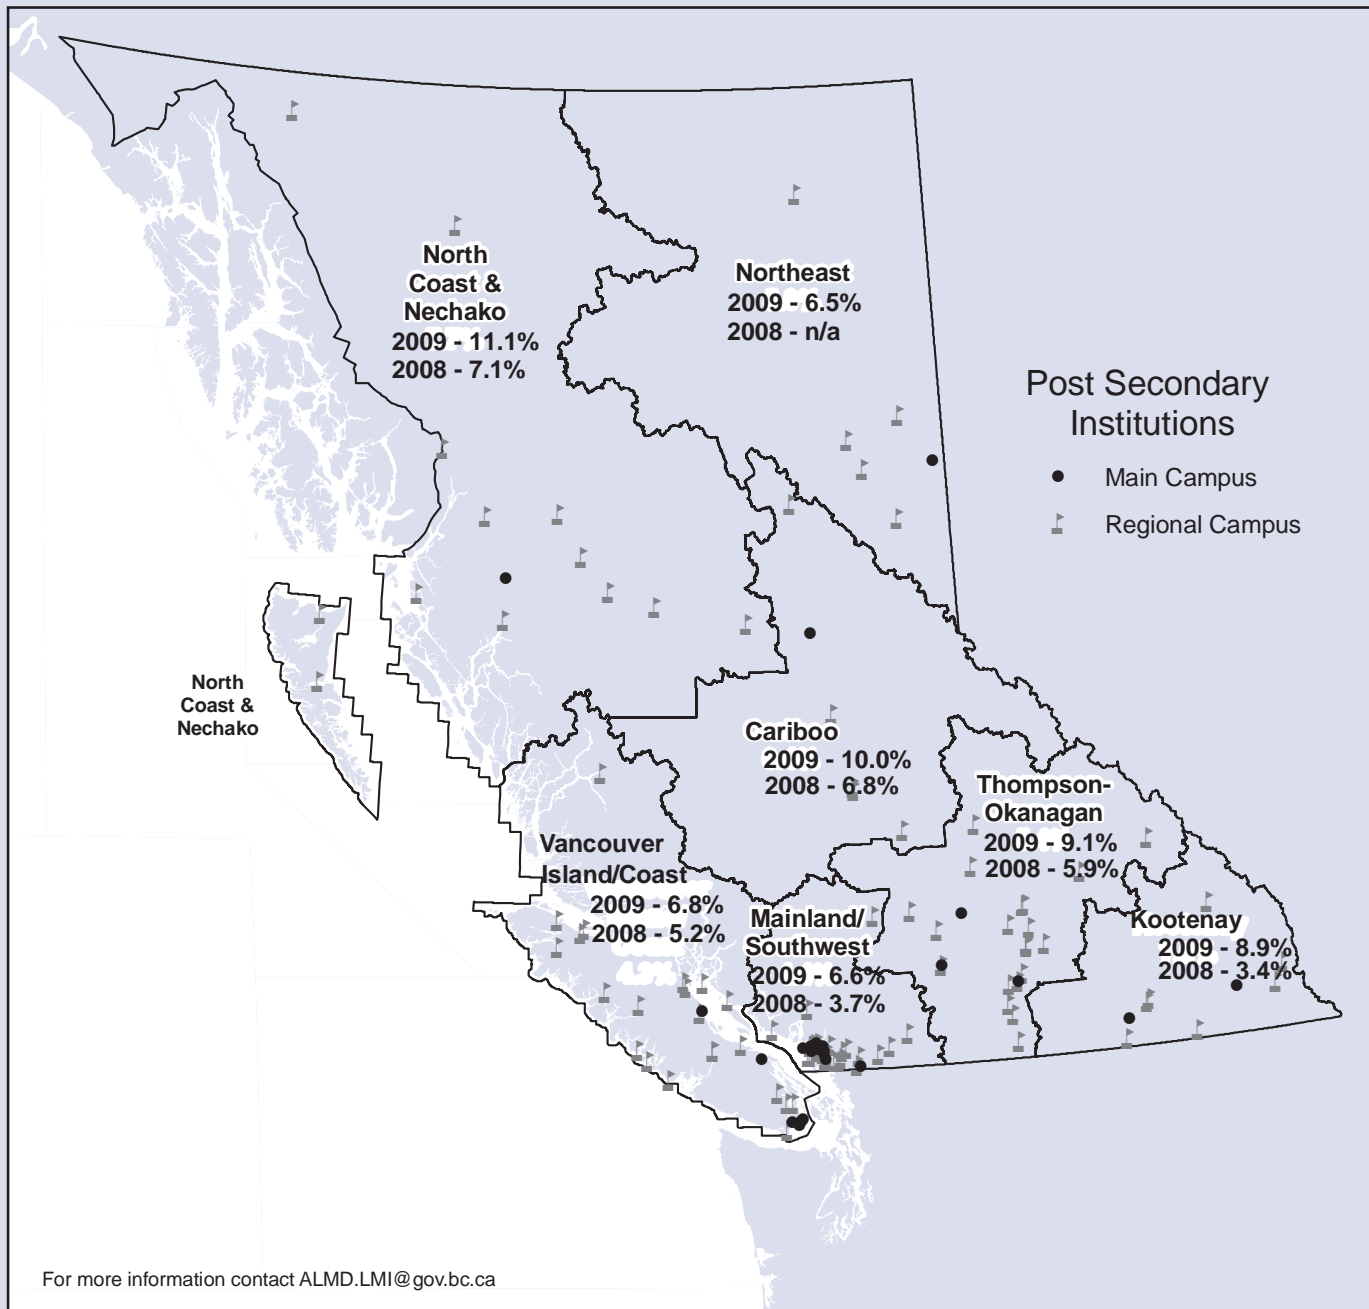 North
Coast &
Nechako
2009 - 11.1%
2008 - 7.1%
Northeast
2009 - 6.5%
2008 - n/a
Post Secondary
Institutions
Main Campus
Regional Campus
North
Coast &
Nechako
Cariboo
2009 - 10.0%
2008 - 6.8%
Thompson-
Okanagan
2009 - 9.1%
2008 - 5.9%
Vancouver
Island/Coast
2009 - 6.8%
2008 - 5.2%
Mainland/
Southwest
2009 - 6.6%
2008 - 3.7%
Kootenay
2009 - 8.9%
2008 - 3.4%
For more information contact ALMD.LMI@gov.bc.ca